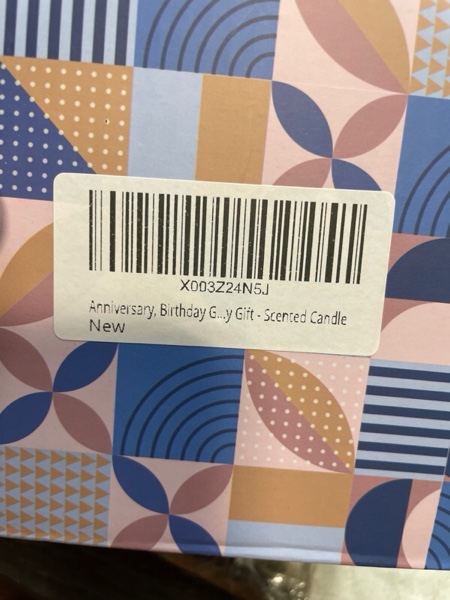 X003Z24N5J
Anniversary, Birthday G...y Gift - Scented Candle
New